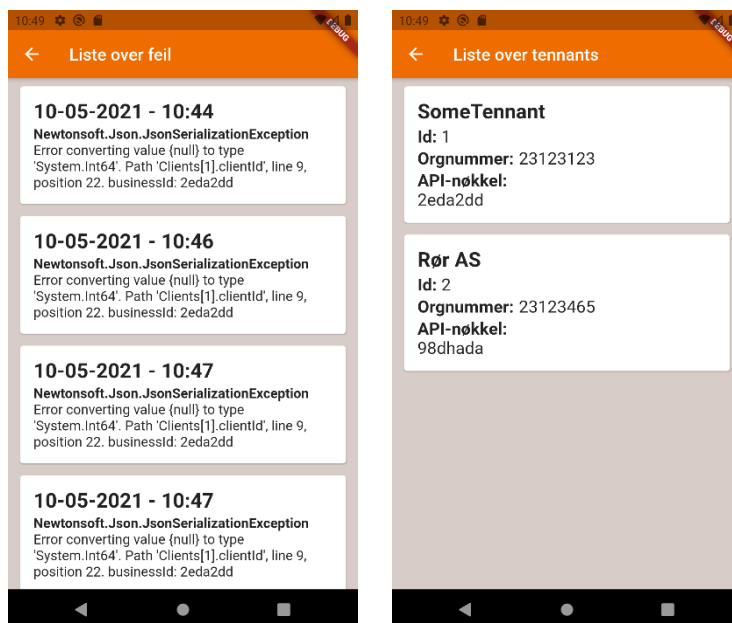 10:49
DEBUG
Liste over feil
10-05-2021 - 10:44
Newtonsoft.Json.JsonSerializationException
Error converting value {null} to type
'System.Int64'. Path 'Clients[1].clientId', line 9,
position 22. businessId: 2eda2dd
10-05-2021 - 10:46
Newtonsoft.Json.JsonSerializationException
Error converting value {null} to type
'System.Int64'. Path 'Clients[1].clientId', line 9,
position 22. businessId: 2eda2dd
10-05-2021 - 10:47
Newtonsoft.Json.JsonSerializationException
Error converting value {null} to type
'System.Int64'. Path 'Clients[1].clientId', line 9,
position 22. businessId: 2eda2dd
10-05-2021 - 10:47
Newtonsoft.Json.JsonSerializationException
Error converting value {null} to type
'System.Int64'. Path 'Clients[1].clientId', line 9,
position 22. businessId: 2eda2dd
10:49
DEBUG
Liste over tennants
SomeTennant
Id: 1
Orgnummer: 23123123
API-nøkkel:
2eda2dd
Rør AS
Id: 2
Orgnummer: 23123465
API-nøkkel:
98dhada